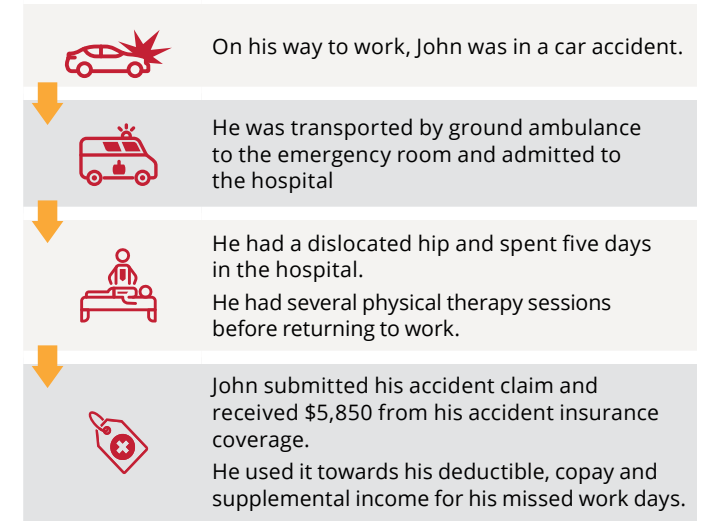 On his way to work, John was in a car accident.
He was transported by ground ambulance
to the emergency room and admitted to
the hospital
He had a dislocated hip and spent five days
in the hospital.
He had several physical therapy sessions
before returning to work.
John submitted his accident claim and
received $5,850 from his accident insurance
coverage.
He used it towards his deductible, copay and
supplemental income for his missed work days.